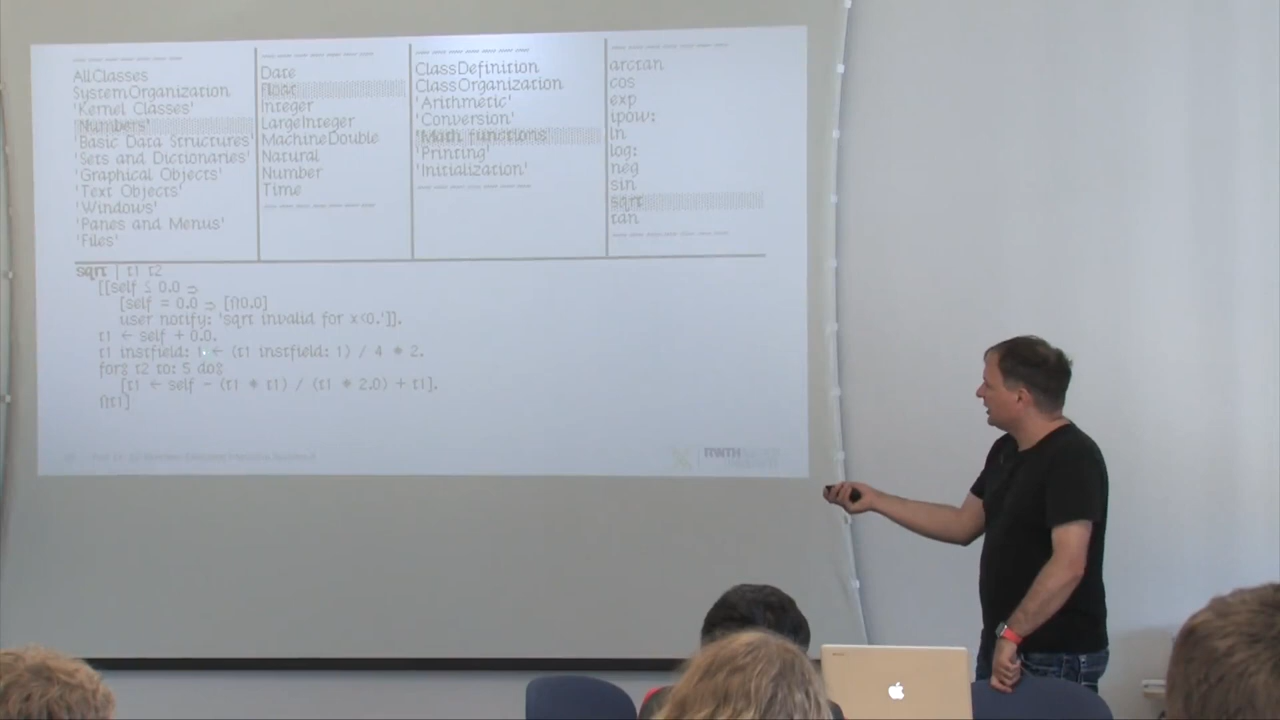 AllClasses
SystemOrganization
'Kernel Classes'
'Numbers'
'Basic Data Structures'
'Sets and Dictionaries'
'Graphical Objects'
'Text Objects'
'Windows'
'Panes and Menus'
'Files'
Date
Float
Integer
LargeInteger
MachineDouble
Natural
Number
Time
ClassDefinition
ClassOrganization
'Arithmetic'
'Conversion'
'Math functions'
'Printing'
'Initialization'
arctan
cos
exp
ipow:
ln
log:
neg
sin
sqrt
tan
sqrt | t1 t2
[[self ≤ 0.0 ⊃
[self = 0.0 ⊃ [⇑0.0]
user notify: 'sqrt invalid for x<0.']].
t1 ← self + 0.0.
t1 instfield: 1 ← (t1 instfield: 1) / 4 * 2.
for⦂ t2 to: 5 do⦂
[t1 ← self - (t1 * t1) / (t1 * 2.0) + t1].
⇑t1]
RWTH